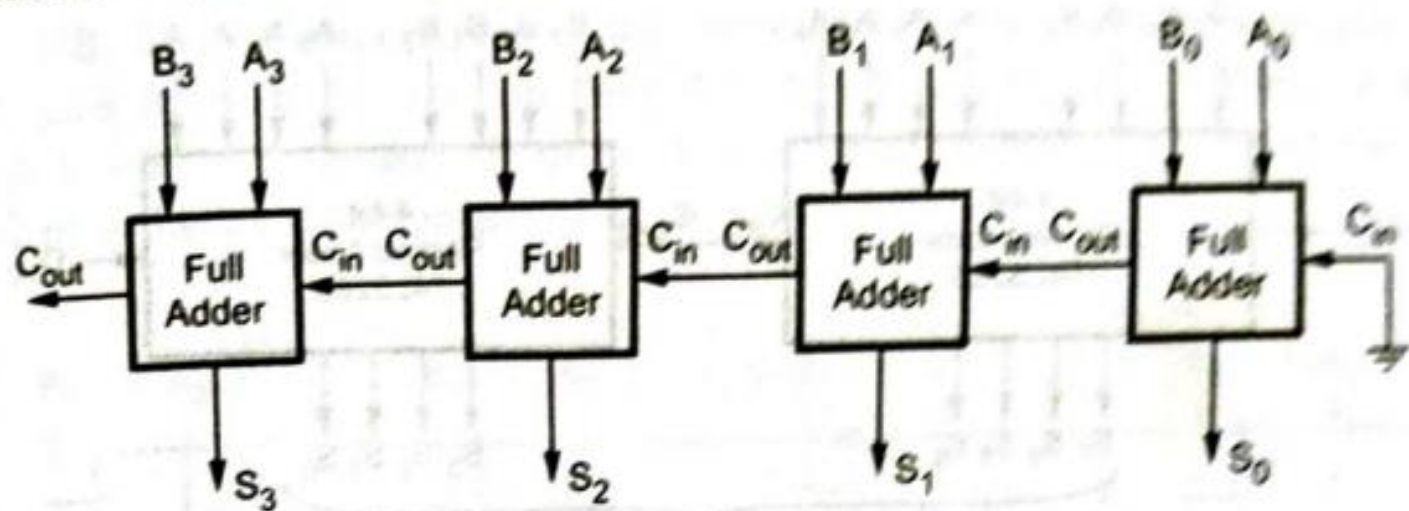 B3 A3 B2 A2 B1 A1 B0 A0
Cout Full Adder Cin Cout Full Adder Cin Cout Full Adder Cin Cout Full Adder Cin
S3 S2 S1 S0